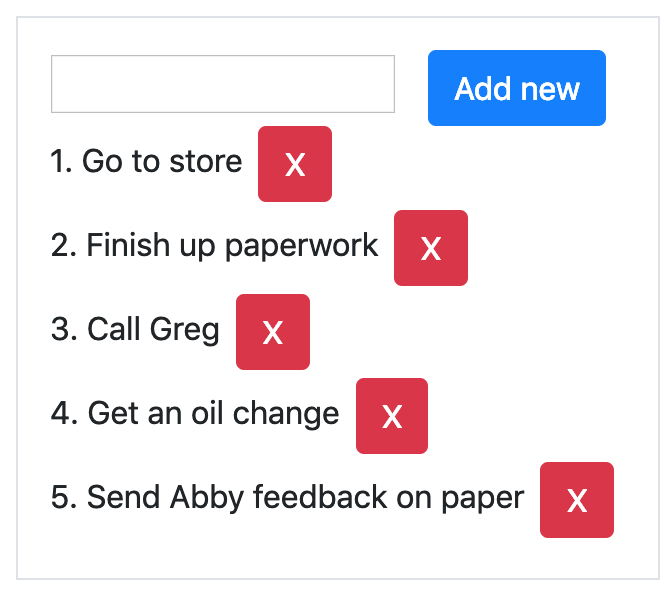 Add new
1. Go to store X
2. Finish up paperwork X
3. Call Greg X
4. Get an oil change X
5. Send Abby feedback on paper X